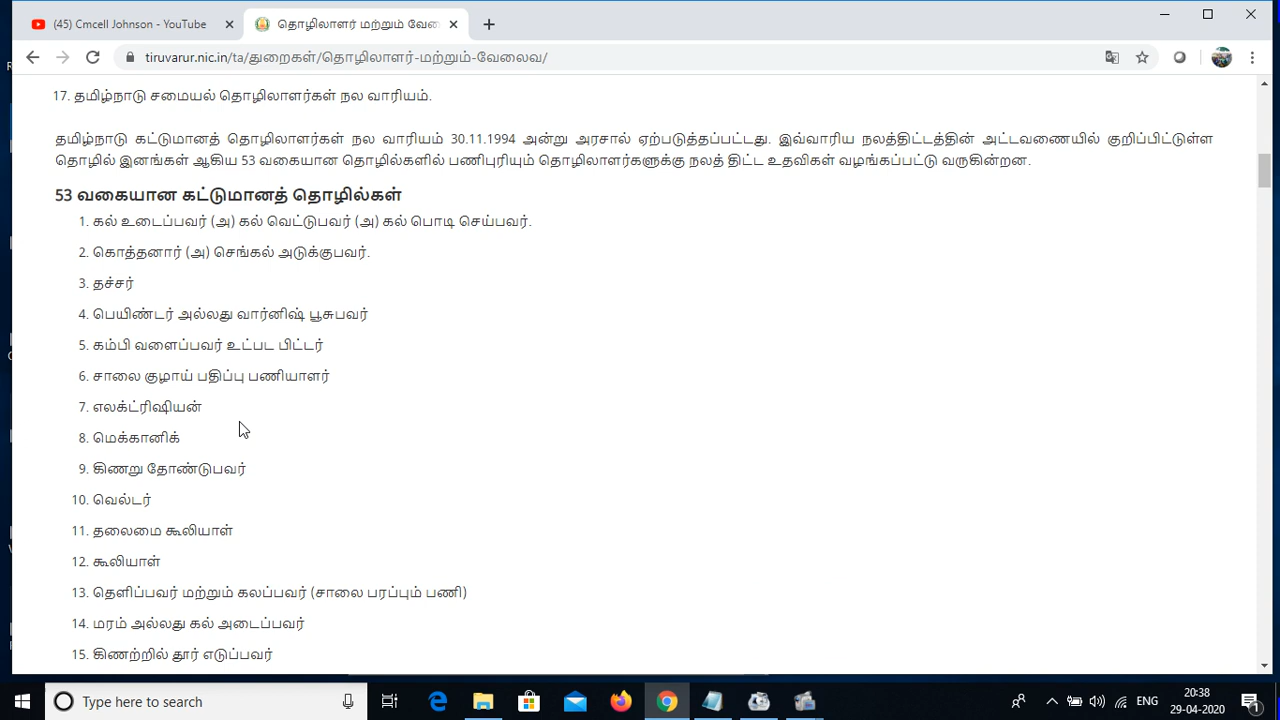 (45) Cmcell Johnson - YouTube
தொழிலாளர் மற்றும் வேலை
tiruvarur.nic.in/ta/துறைகள்/தொழிலாளர்-மற்றும்-வேலைவ/
17. தமிழ்நாடு சமையல் தொழிலாளர்கள் நல வாரியம்.
தமிழ்நாடு கட்டுமானத் தொழிலாளர்கள் நல வாரியம் 30.11.1994 அன்று அரசால் ஏற்படுத்தப்பட்டது. இவ்வாரிய நலத்திட்டத்தின் அட்டவணையில் குறிப்பிட்டுள்ள
தொழில் இனங்கள் ஆகிய 53 வகையான தொழில்களில் பணிபுரியும் தொழிலாளர்களுக்கு நலத் திட்ட உதவிகள் வழங்கப்பட்டு வருகின்றன.
53 வகையான கட்டுமானத் தொழில்கள்
1. கல் உடைப்பவர் (அ) கல் வெட்டுபவர் (அ) கல் பொடி செய்பவர்.
2. கொத்தனார் (அ) செங்கல் அடுக்குபவர்.
3. தச்சர்
4. பெயிண்டர் அல்லது வார்னிஷ் பூசுபவர்
5. கம்பி வளைப்பவர் உட்பட பிட்டர்
6. சாலை குழாய் பதிப்பு பணியாளர்
7. எலக்ட்ரிஷியன்
8. மெக்கானிக்
9. கிணறு தோண்டுபவர்
10. வெல்டர்
11. தலைமை கூலியாள்
12. கூலியாள்
13. தெளிப்பவர் மற்றும் கலப்பவர் (சாலை பரப்பும் பணி)
14. மரம் அல்லது கல் அடைப்பவர்
15. கிணற்றில் தூர் எடுப்பவர்
Type here to search
ENG
20:38
29-04-2020